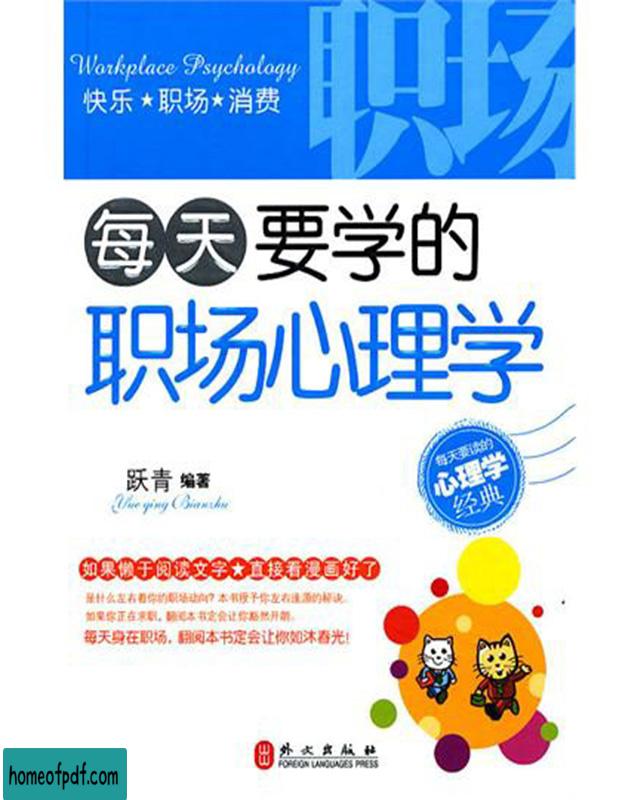 Workplace Psychology
快乐★职场★消费
职场
每天要学的
职场心理学
每天要读的
心理学
经典
跃青 编著
Yue qing Bianzhu
如果懒于阅读文字★直接看漫画好了
是什么左右着你的职场动向?本书授予你左右逢源的秘诀。
如果你正在求职,翻阅本书定会让你豁然开朗。
每天身在职场,翻阅本书定会让你如沐春光!
外文出版社
FOREIGN LANGUAGES PRESS
homeofpdf.com